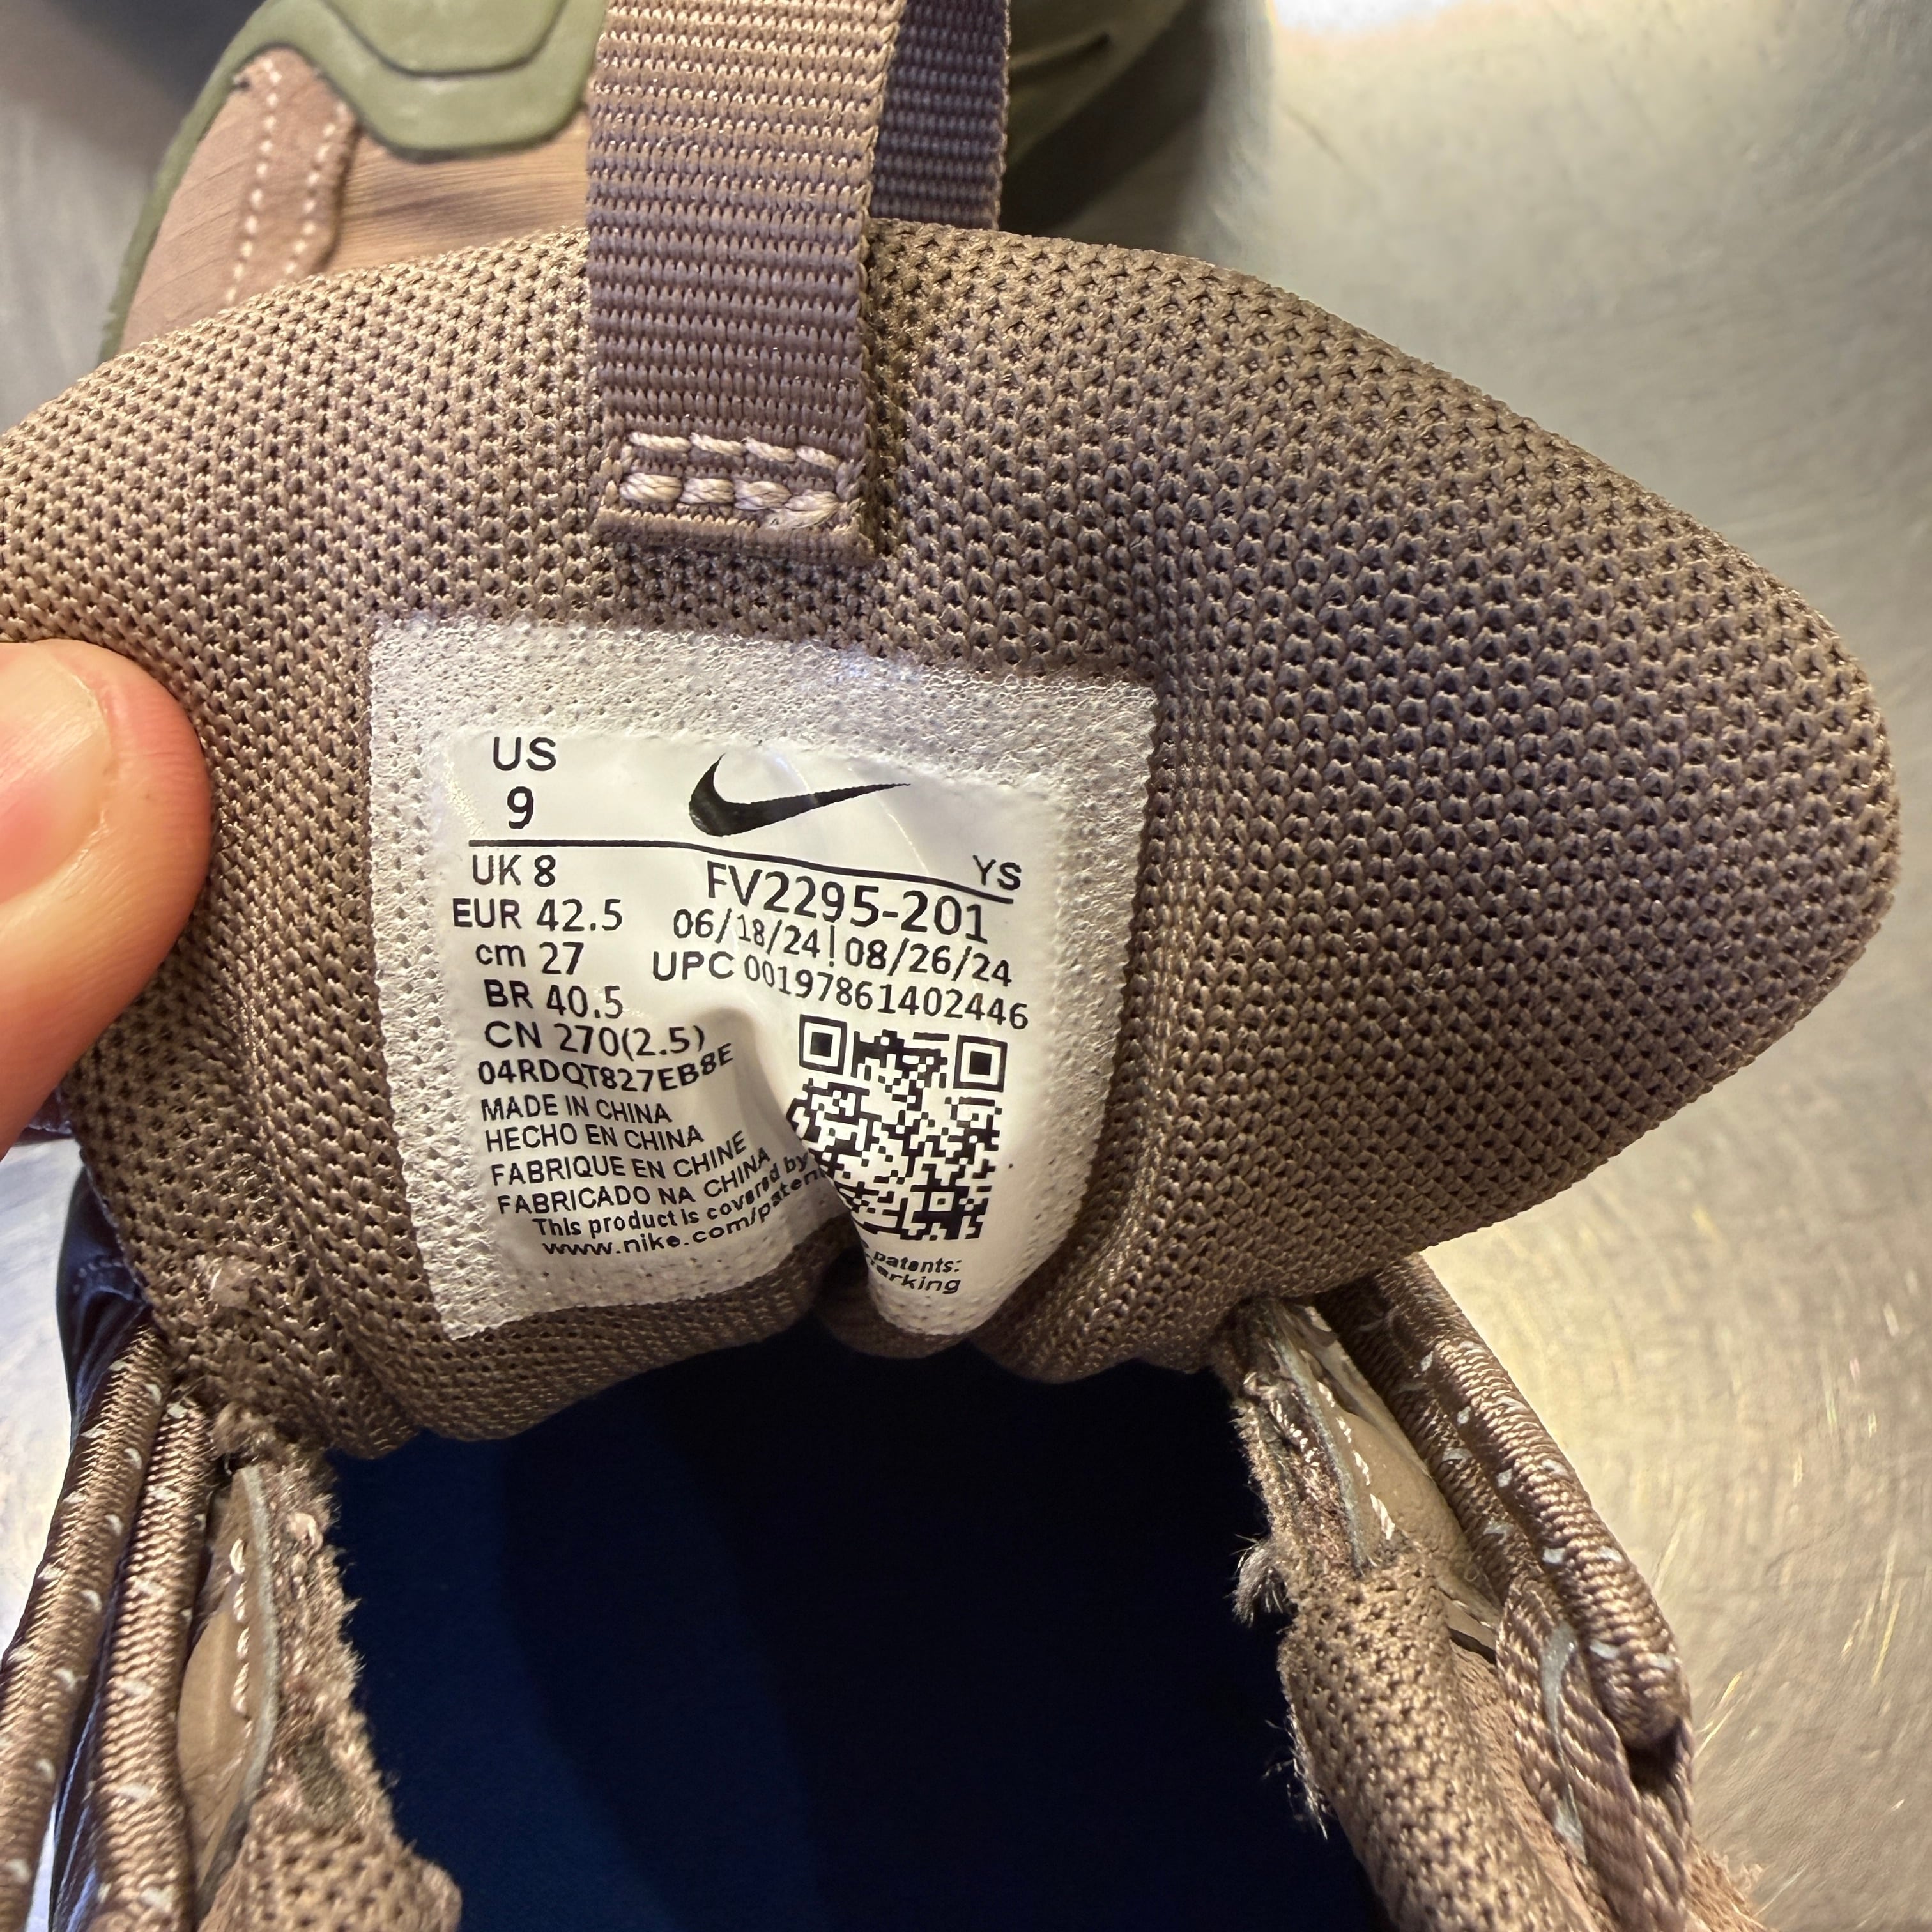 US
9
YS
UK 8
FV2295-201
EUR 42.5
06/18/24 | 08/26/24
cm 27
UPC 00197861402446
BR 40.5
CN 270(2.5)
04RDQT827EB8E
MADE IN CHINA
HECHO EN CHINA
FABRIQUE EN CHINE
FABRICADO NA CHINA
This product is covered by patents:
www.nike.com/